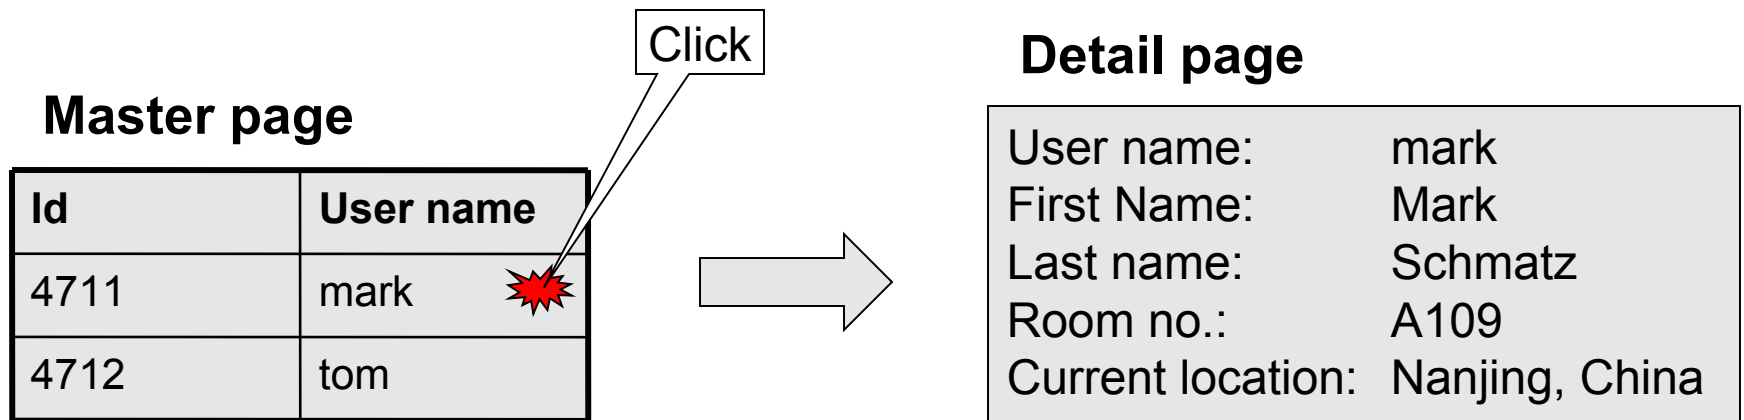 Click
Master page
Id User name
4711 mark
4712 tom
Detail page
User name: mark
First Name: Mark
Last name: Schmatz
Room no.: A109
Current location: Nanjing, China